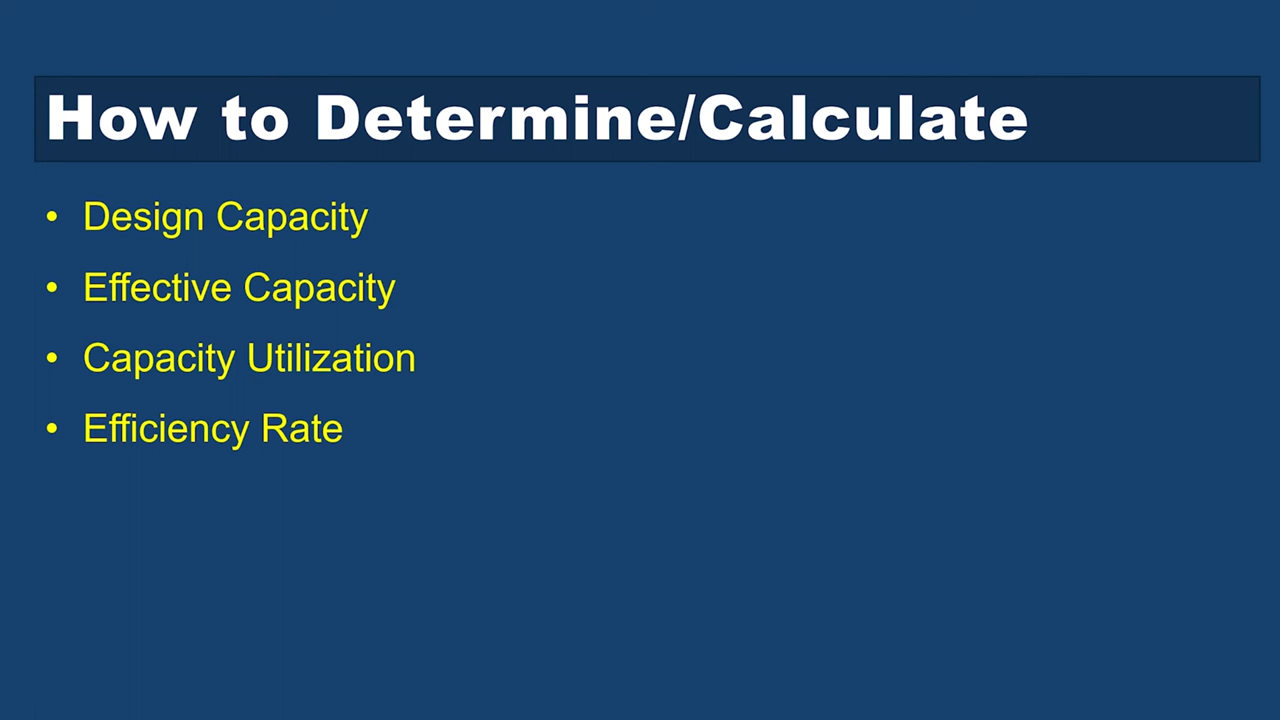 How to Determine/Calculate
• Design Capacity
• Effective Capacity
• Capacity Utilization
• Efficiency Rate